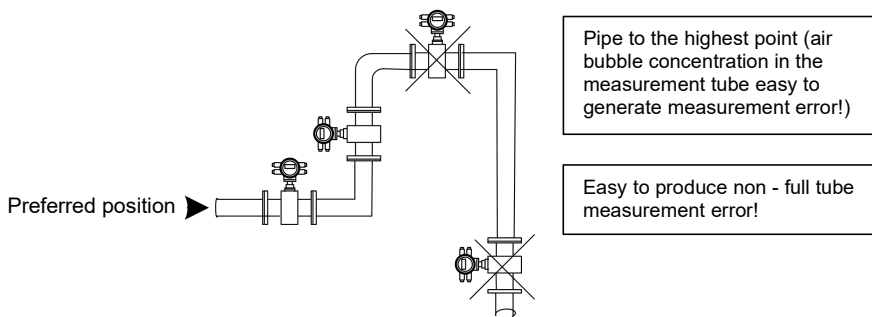 Pipe to the highest point (air
bubble concentration in the
measurement tube easy to
generate measurement error!)
Easy to produce non - full tube
measurement error!
Preferred position